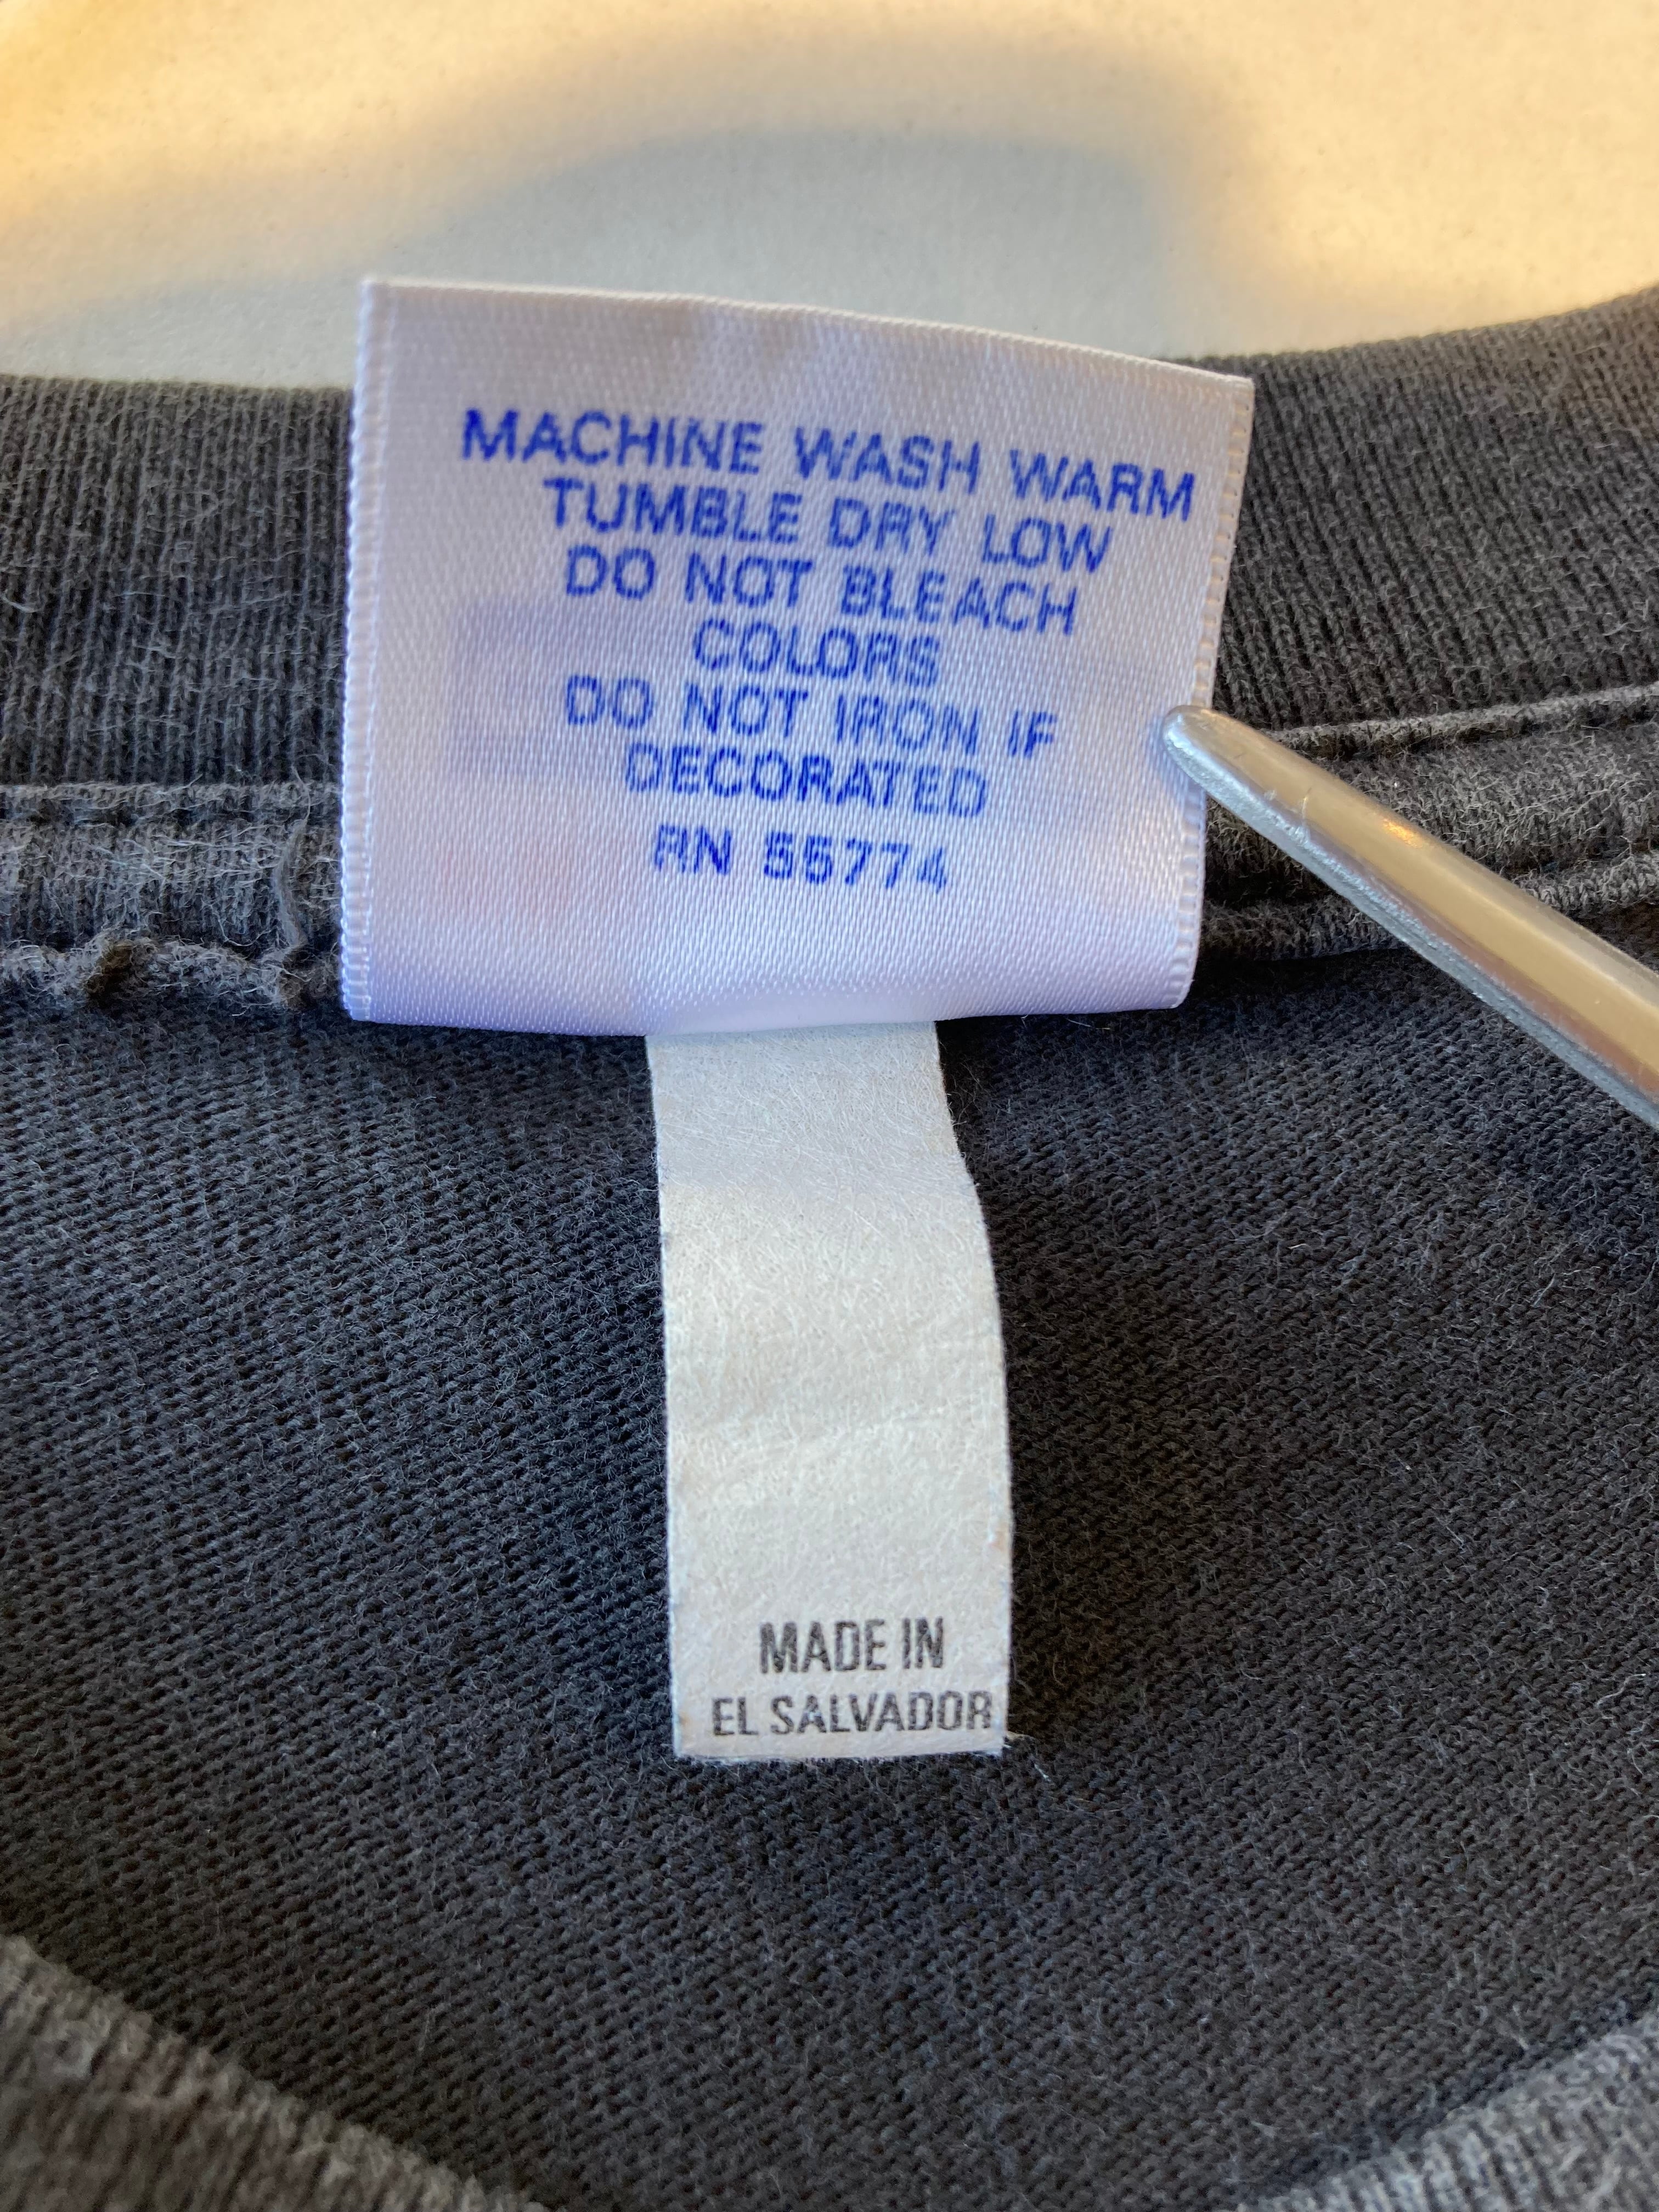 MACHINE WASH WARM
TUMBLE DRY LOW
DO NOT BLEACH
COLORS
DO NOT IRON IF
DECORATED
RN 55774
MADE IN
EL SALVADOR